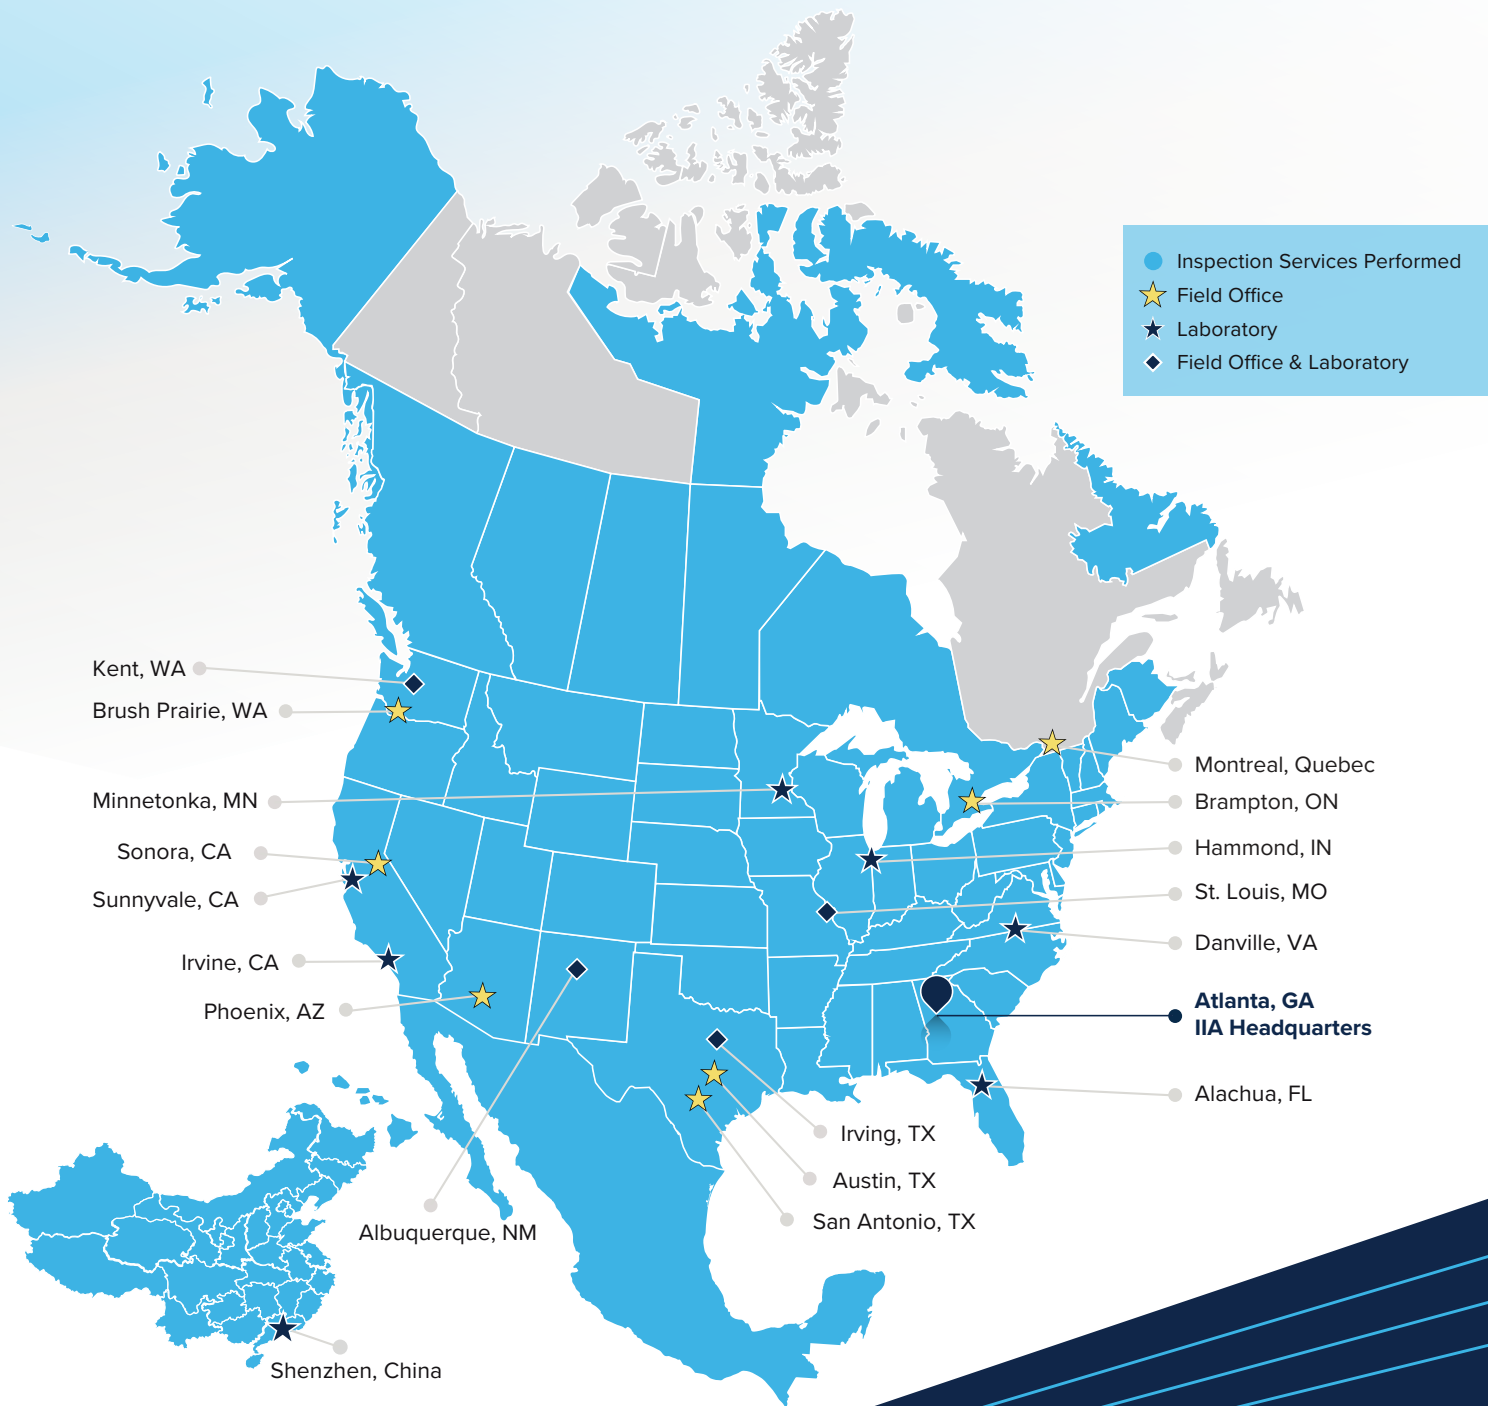 Inspection Services Performed
Field Office
Laboratory
Field Office & Laboratory
Kent, WA
Brush Prairie, WA
Minnetonka, MN
Sonora, CA
Sunnyvale, CA
Irvine, CA
Phoenix, AZ
Albuquerque, NM
Shenzhen, China
Montreal, Quebec
Brampton, ON
Hammond, IN
St. Louis, MO
Danville, VA
Atlanta, GA
IIA Headquarters
Alachua, FL
Irving, TX
Austin, TX
San Antonio, TX